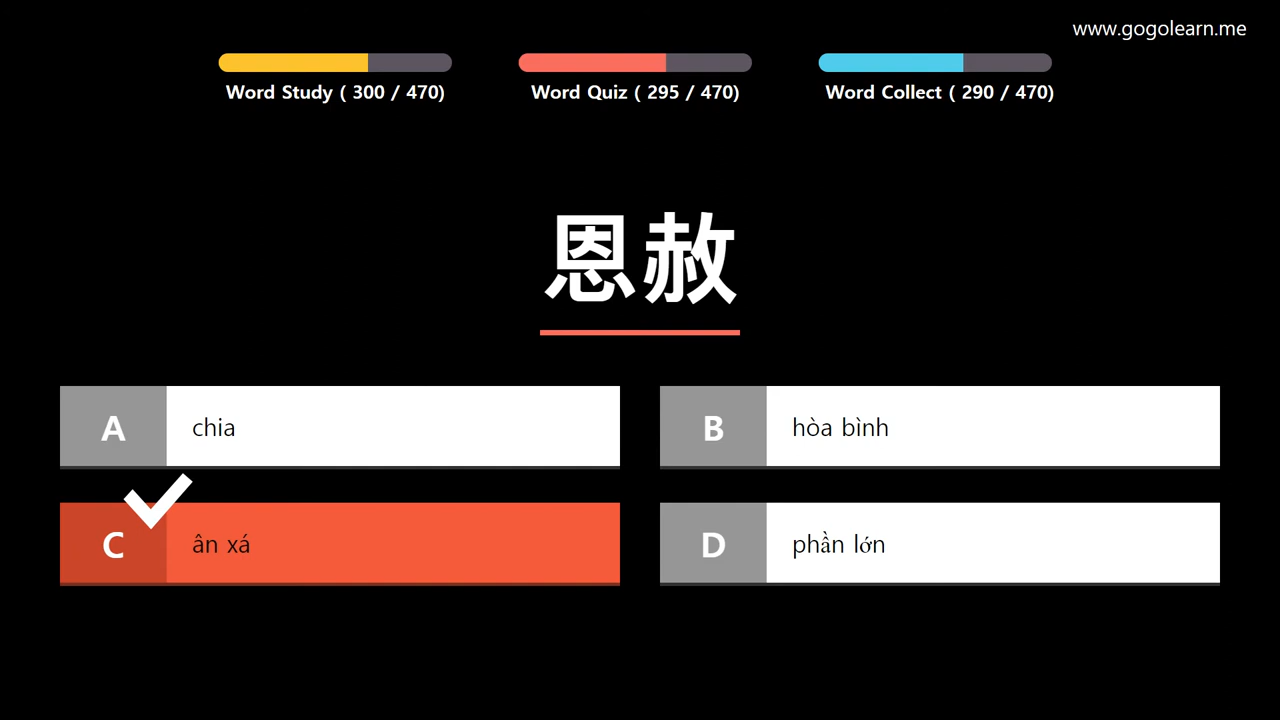 www.gogolearn.me
Word Study ( 300 / 470)
Word Quiz ( 295 / 470)
Word Collect ( 290 / 470)
恩赦
A
chia
B
hòa bình
C
ân xá
D
phần lớn